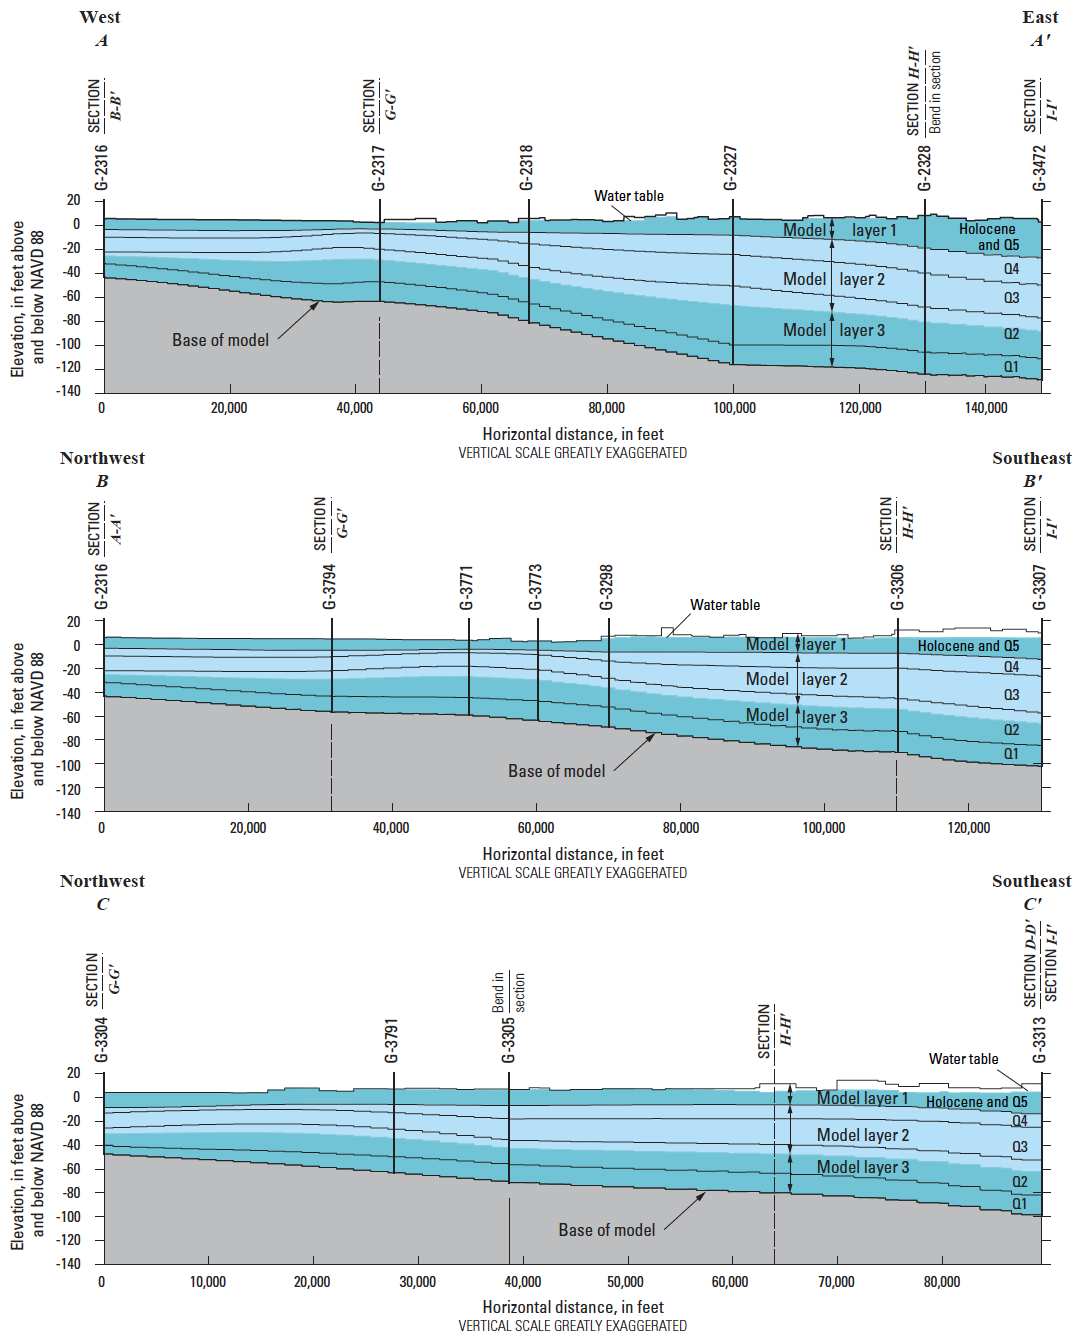 West
East
A
A'
SECTION
B-B'
SECTION
G-G'
SECTION H-H'
Bend in section
SECTION
I-I'
G-2316
G-2317
G-2318
G-2327
G-2328
G-3472
Water table
Elevation, in feet above
and below NAVD 88
20
0
-20
-40
-60
-80
-100
-120
-140
Model layer 1
Model layer 2
Model layer 3
Holocene
and Q5
Q4
Q3
Q2
Q1
Base of model
0
20,000
40,000
60,000
80,000
100,000
120,000
140,000
Horizontal distance, in feet
VERTICAL SCALE GREATLY EXAGGERATED
Northwest
Southeast
B
B'
SECTION
A-A'
SECTION
G-G'
SECTION
H-H'
SECTION
I-I'
G-2316
G-3794
G-3771
G-3773
G-3298
G-3306
G-3307
Water table
Elevation, in feet above
and below NAVD 88
20
0
-20
-40
-60
-80
-100
-120
-140
Model layer 1
Model layer 2
Model layer 3
Holocene and Q5
Q4
Q3
Q2
Q1
Base of model
0
20,000
40,000
60,000
80,000
100,000
120,000
Horizontal distance, in feet
VERTICAL SCALE GREATLY EXAGGERATED
Northwest
Southeast
C
C'
SECTION
G-G'
Bend in
section
SECTION
H-H'
SECTION D-D'
SECTION I-I'
G-3304
G-3791
G-3305
G-3313
Water table
Elevation, in feet above
and below NAVD 88
20
0
-20
-40
-60
-80
-100
-120
-140
Model layer 1
Model layer 2
Model layer 3
Holocene and Q5
Q4
Q3
Q2
Q1
Base of model
0
10,000
20,000
30,000
40,000
50,000
60,000
70,000
80,000
Horizontal distance, in feet
VERTICAL SCALE GREATLY EXAGGERATED